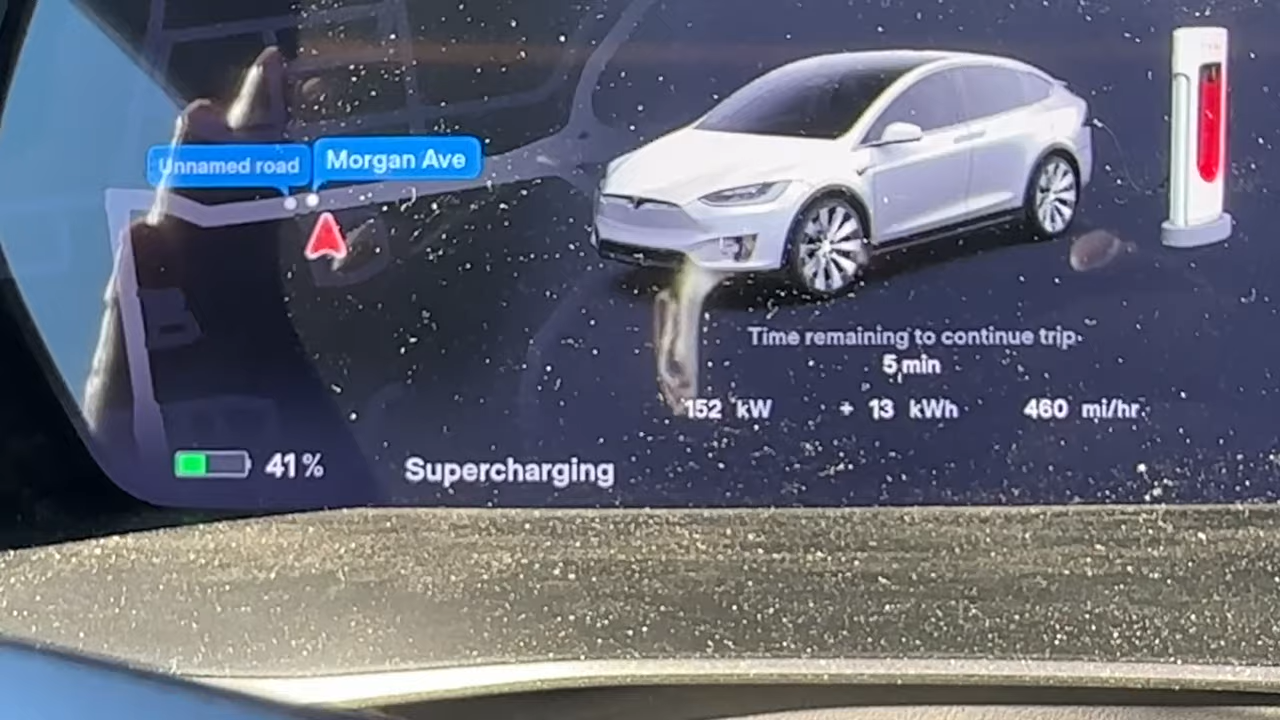 Unnamed road
Morgan Ave
Time remaining to continue trip
5 min
152 kW + 13 kWh 460 mi/hr
41%
Supercharging